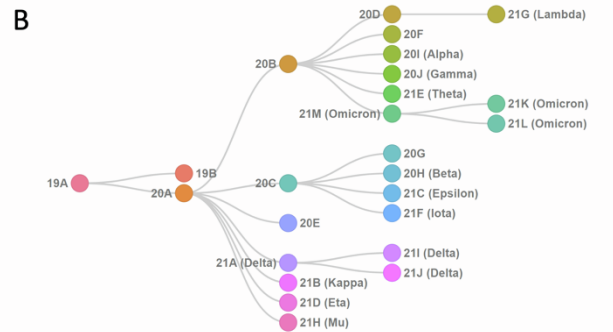 B
20D
21G (Lambda)
20F
20I (Alpha)
20B
20J (Gamma)
21E (Theta)
21K (Omicron)
21M (Omicron)
21L (Omicron)
20G
19B
20H (Beta)
19A
20A
20C
21C (Epsilon)
21F (Iota)
20E
21I (Delta)
21A (Delta)
21J (Delta)
21B (Kappa)
21D (Eta)
21H (Mu)